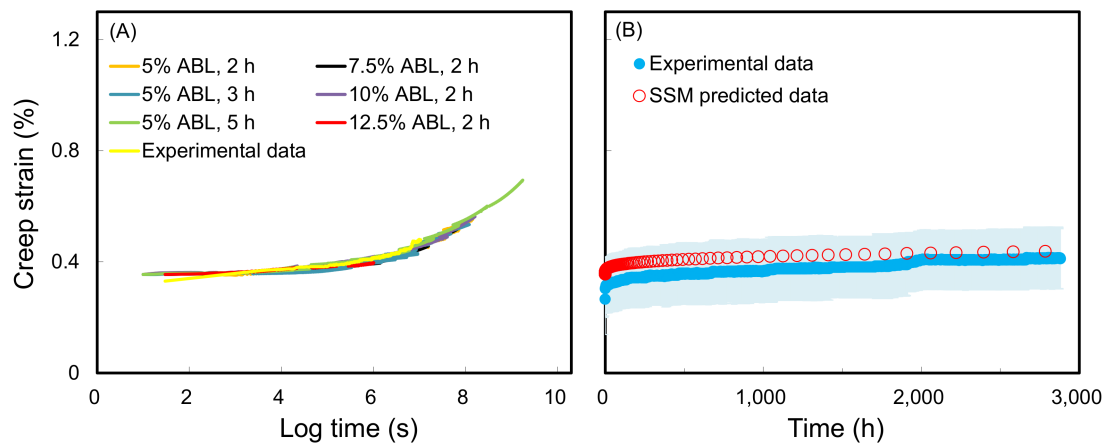 (A)
5% ABL, 2 h
7.5% ABL, 2 h
5% ABL, 3 h
10% ABL, 2 h
5% ABL, 5 h
12.5% ABL, 2 h
Experimental data
Creep strain (%)
1.2
0.8
0.4
0
0 2 4 6 8 10
Log time (s)
(B)
Experimental data
SSM predicted data
0 1,000 2,000 3,000
Time (h)